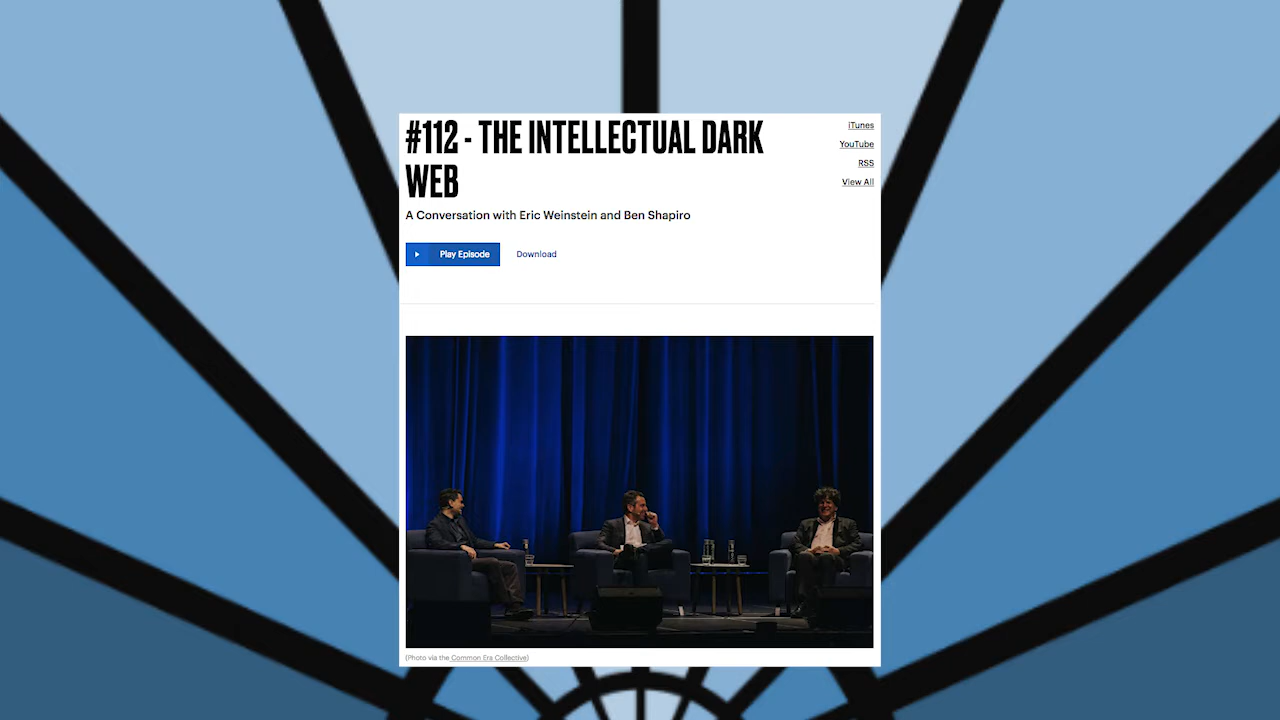 #112 - THE INTELLECTUAL DARK
WEB
iTunes
YouTube
RSS
View All
A Conversation with Eric Weinstein and Ben Shapiro
Play Episode
Download
(Photo via the Common Era Collective)